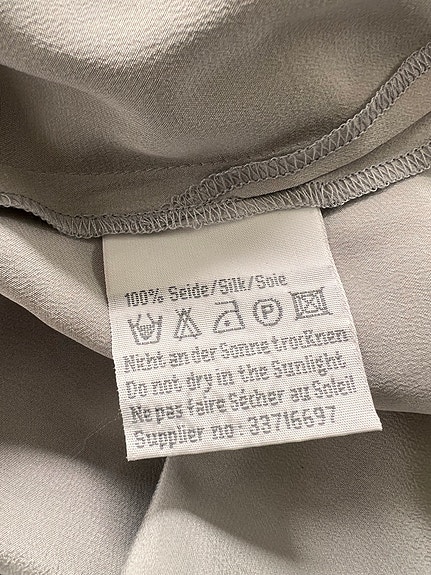 100% Seide/Silk/Soie
P
Nicht an der Sonne trocknen
Do not dry in the Sunlight
Ne pas faire Sécher au Soleil
Supplier no: 33716697